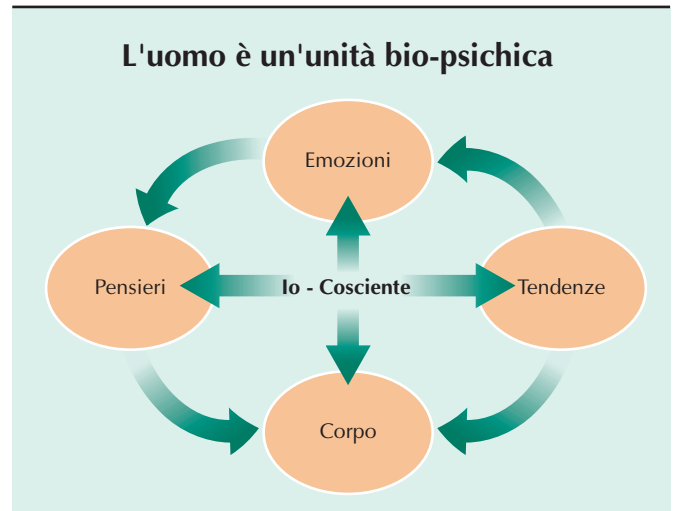 L'uomo è un'unità bio-psichica
Emozioni
Pensieri
Io - Cosciente
Tendenze
Corpo